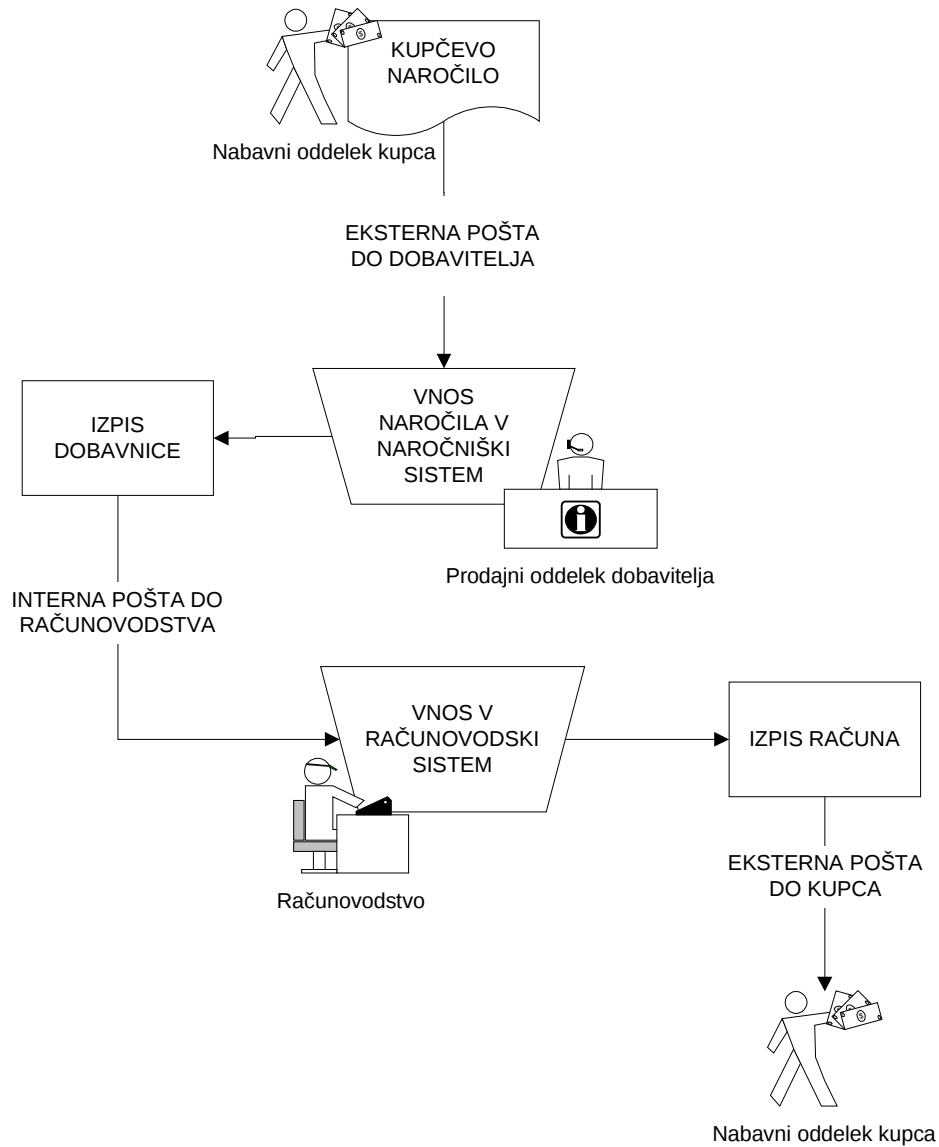 KUPČEVO
NAROČILO
Nabavni oddelek kupca
EKSTERNA POŠTA
DO DOBAVITELJA
VNOS
NAROČILA V
NAROČNIŠKI
SISTEM
IZPIS
DOBAVNICE
Prodajni oddelek dobavitelja
INTERNA POŠTA DO
RAČUNOVODSTVA
VNOS V
RAČUNOVODSKI
SISTEM
IZPIS RAČUNA
Računovodstvo
EKSTERNA POŠTA
DO KUPCA
Nabavni oddelek kupca